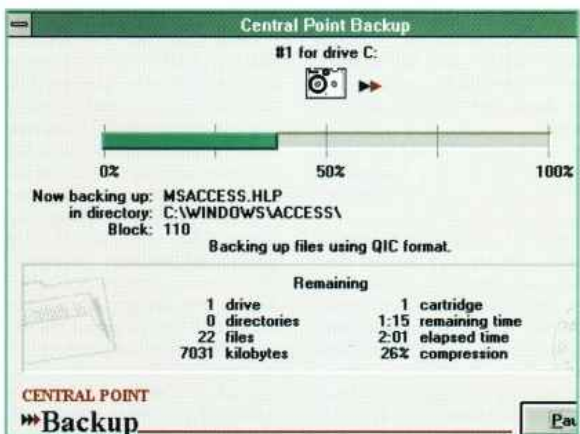 Central Point Backup
#1 for drive C:
0% 50% 100%
Now backing up: MSACCESS.HLP
in directory: C:\WINDOWS\ACCESS\
Block: 110
Backing up files using QIC format.
Remaining
1 drive 1 cartridge
0 directories 1:15 remaining time
22 files 2:01 elapsed time
7031 kilobytes 26% compression
CENTRAL POINT
Backup